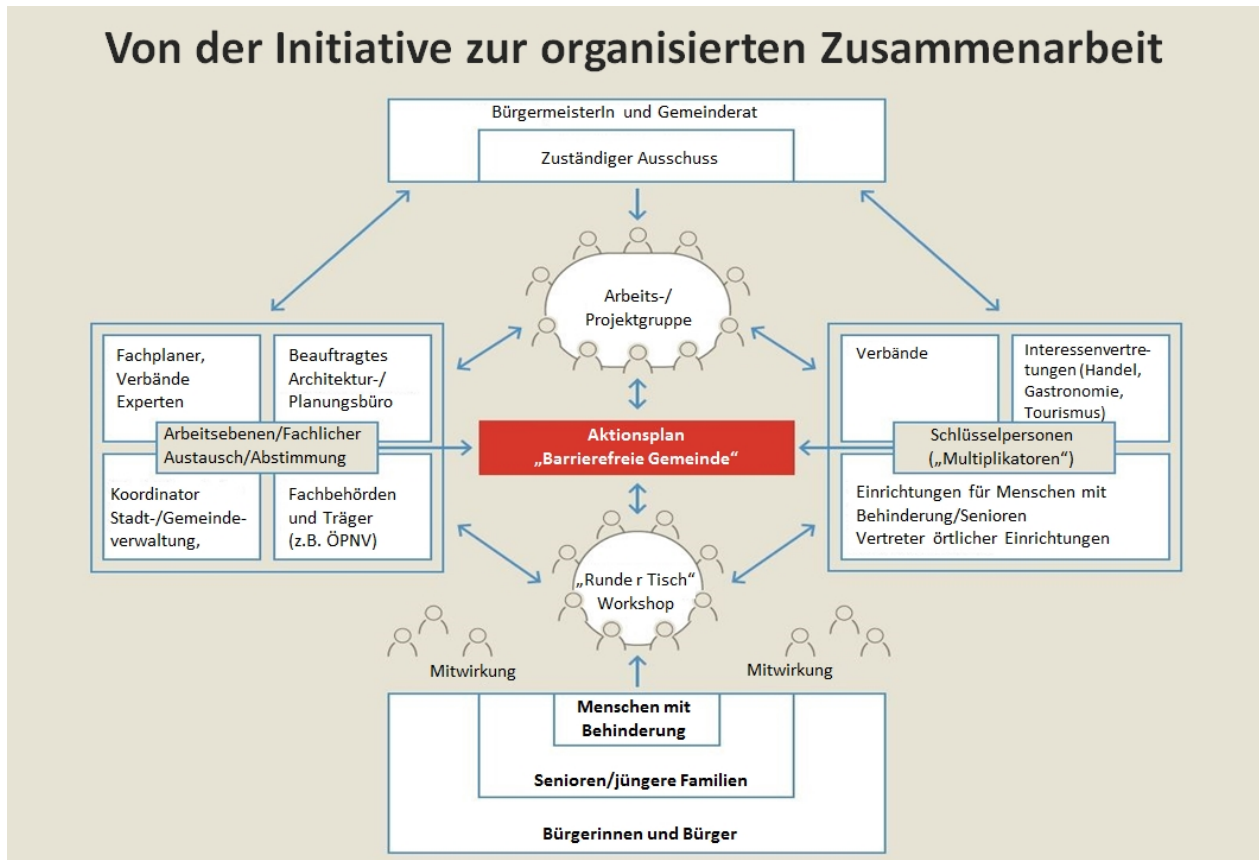 Von der Initiative zur organisierten Zusammenarbeit
BürgermeisterIn und Gemeinderat
Zuständiger Ausschuss
Arbeits-/
Projektgruppe
Fachplaner,
Verbände
Experten
Beauftragtes
Architektur-/
Planungsbüro
Arbeitsebenen/Fachlicher
Austausch/Abstimmung
Koordinator
Stadt-/Gemeinde-
verwaltung,
Fachbehörden
und Träger
(z.B. ÖPNV)
Aktionsplan
„Barrierefreie Gemeinde“
Verbände
Interessenvertre-
tungen (Handel,
Gastronomie,
Tourismus)
Schlüsselpersonen
(„Multiplikatoren“)
Einrichtungen für Menschen mit
Behinderung/Senioren
Vertreter örtlicher Einrichtungen
„Runde r Tisch“
Workshop
Mitwirkung
Mitwirkung
Menschen mit
Behinderung
Senioren/jüngere Familien
Bürgerinnen und Bürger